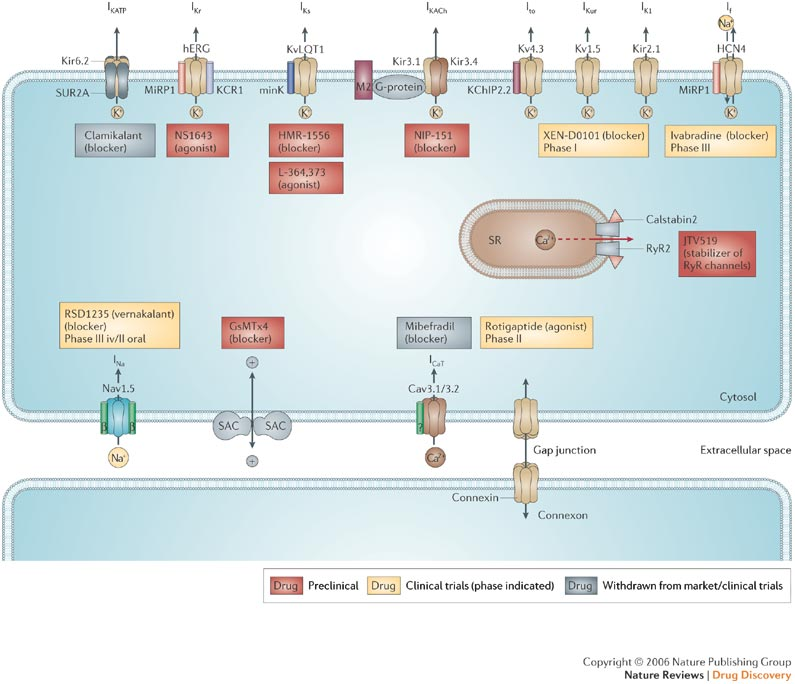 IKATP
IKr
IKs
IKACh
Ito
IKur
IK1
If
Na+
Kir6.2
hERG
KvLQT1
Kir3.1
Kir3.4
Kv4.3
Kv1.5
Kir2.1
HCN4
SUR2A
MiRP1
KCR1
minK
M2
G-protein
KChIP2.2
MiRP1
K+
K+
K+
K+
K+
K+
K+
K+
Clamikalant
(blocker)
NS1643
(agonist)
HMR-1556
(blocker)
L-364,373
(agonist)
NIP-151
(blocker)
XEN-D0101 (blocker)
Phase I
Ivabradine (blocker)
Phase III
SR
Ca2+
Calstabin2
RyR2
JTV519
(stabilizer of
RyR channels)
RSD1235 (vernakalant)
(blocker)
Phase III iv/II oral
GsMTx4
(blocker)
Mibefradil
(blocker)
Rotigaptide (agonist)
Phase II
INa
ICaT
Nav1.5
+
Cav3.1/3.2
Cytosol
β
β
SAC
SAC
?
Gap junction
Extracellular space
Na+
+
Ca2+
Connexin
Connexon
Drug
Preclinical
Drug
Clinical trials (phase indicated)
Drug
Withdrawn from market/clinical trials
Copyright © 2006 Nature Publishing Group
Nature Reviews | Drug Discovery